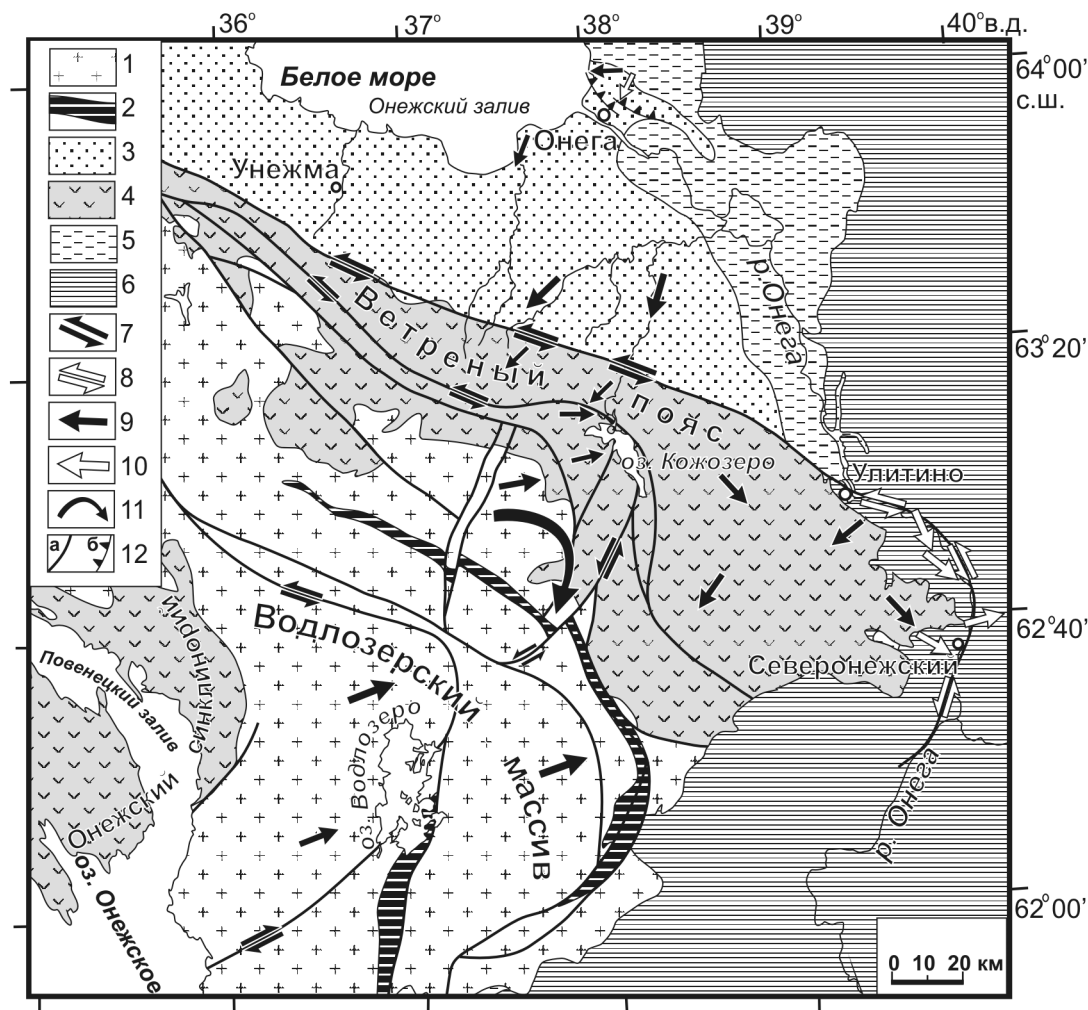 36° 37° 38° 39° 40°в.д.
64°00'
с.ш.
63°20'
62°40'
62°00'
1
2
3
4
5
6
7
8
9
10
11
а б 12
Белое море
Онежский залив
Онега
Унежма
р.Онега
Ветреный пояс
оз. Кожозеро
Улитино
Североонежский
Водлозерский массив
оз. Водлозеро
Повенецкий залив
Онежский синклинорий
оз. Онежское
р. Онега
0 10 20 км